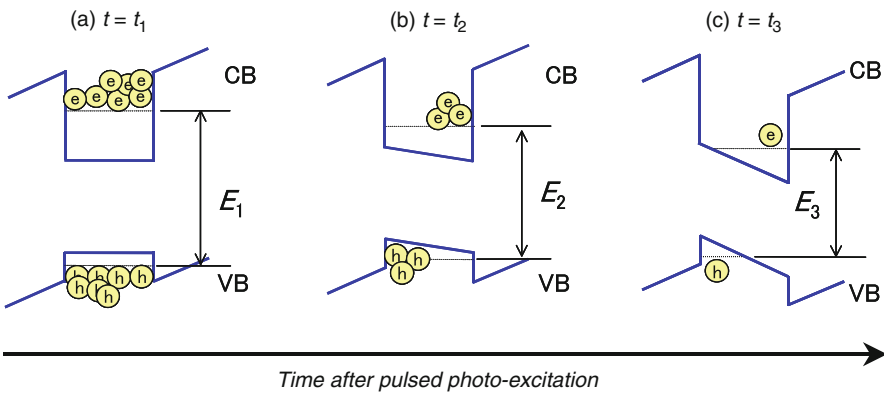 (a) t = t₁
(b) t = t₂
(c) t = t₃
CB
CB
CB
e e e e e e e
e e e
e
E₁
E₂
E₃
h h h h h h h
h h h
h
VB
VB
VB
Time after pulsed photo-excitation